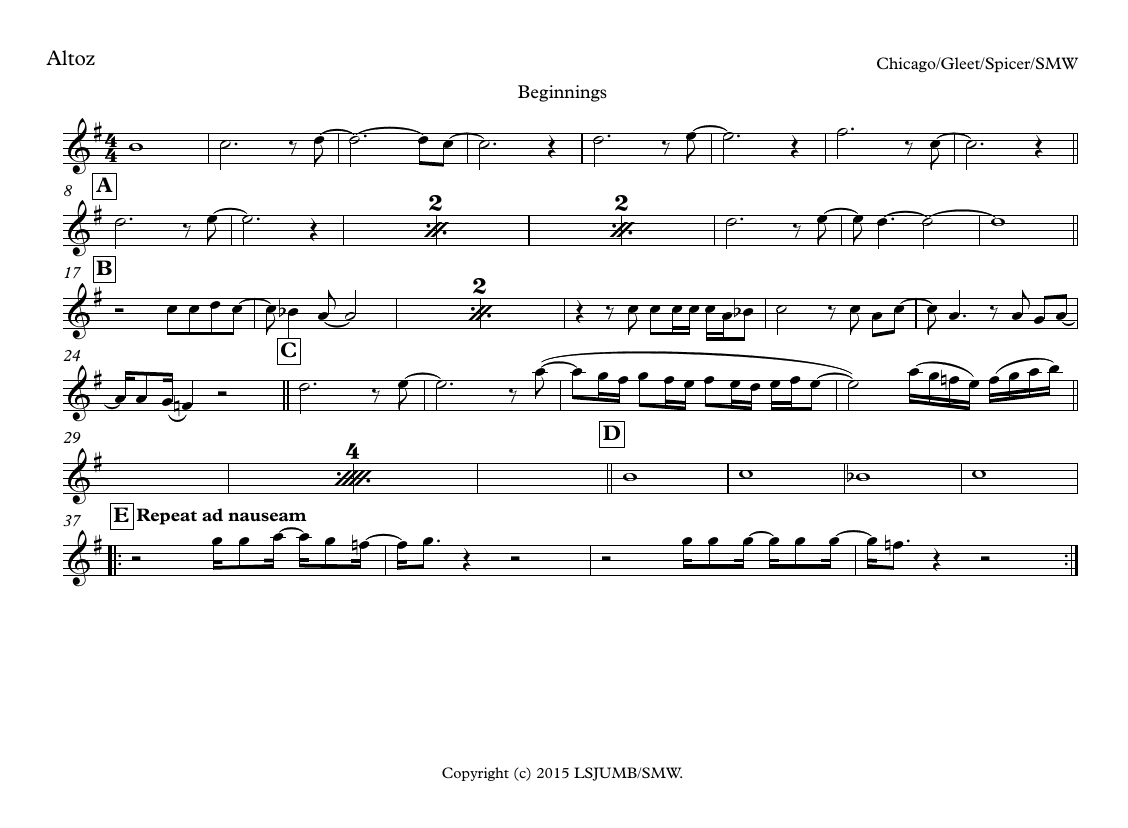 Altoz
Chicago/Gleet/Spicer/SMW
Beginnings
4
4
8 A
2 2
17 B
2
24 C
29 D
4
37 E Repeat ad nauseam
Copyright (c) 2015 LSJUMB/SMW.